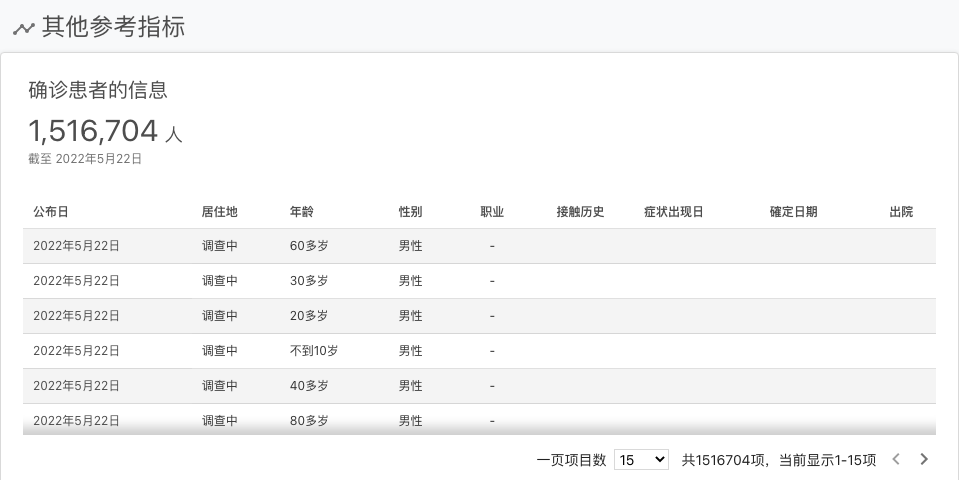 其他参考指标
确诊患者的信息
1,516,704 人
截至 2022年5月22日
公布日 居住地 年龄 性别 职业 接触历史 症状出现日 確定日期 出院
2022年5月22日 调查中 60多岁 男性 -
2022年5月22日 调查中 30多岁 男性 -
2022年5月22日 调查中 20多岁 男性 -
2022年5月22日 调查中 不到10岁 男性 -
2022年5月22日 调查中 40多岁 男性 -
2022年5月22日 调查中 80多岁 男性 -
一页项目数 15 共1516704项，当前显示1-15项